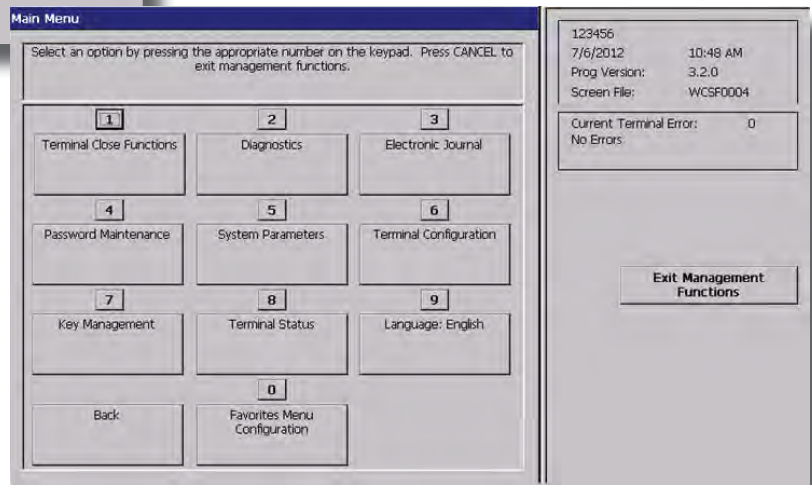 Main Menu
Select an option by pressing the appropriate number on the keypad. Press CANCEL to
exit management functions.
1
Terminal Close Functions
2
Diagnostics
3
Electronic Journal
4
Password Maintenance
5
System Parameters
6
Terminal Configuration
7
Key Management
8
Terminal Status
9
Language: English
Back
0
Favorites Menu
Configuration
123456
7/6/2012 10:48 AM
Prog Version: 3.2.0
Screen File: WCSF0004
Current Terminal Error: 0
No Errors
Exit Management
Functions